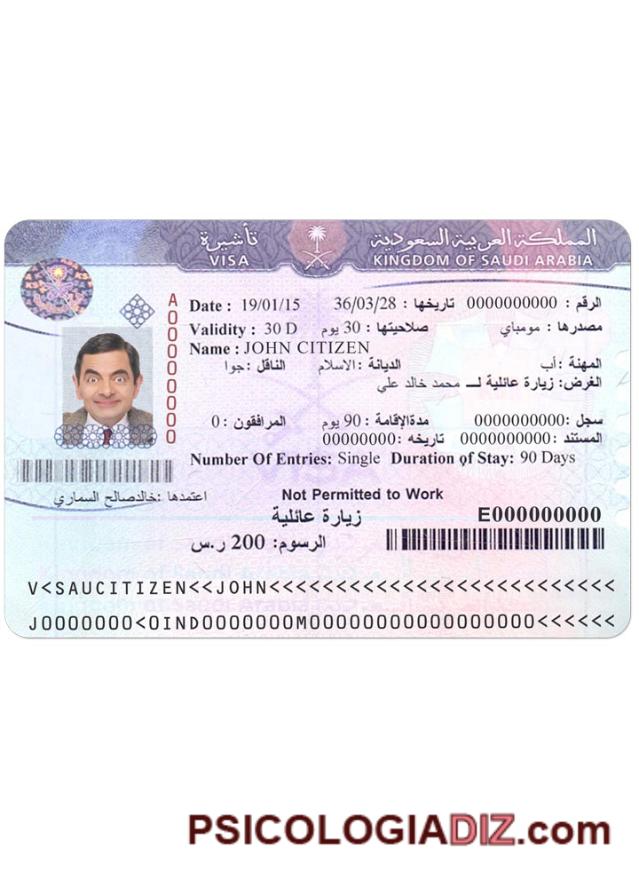 تأشيرة المملكة العربية السعودية
VISA KINGDOM OF SAUDI ARABIA
A00000000
Date : 19/01/15 الرقم : 0000000000 تاريخها : 36/03/28
Validity : 30 D مصدرها : مومباي صلاحيتها : 30 يوم
Name : JOHN CITIZEN
المهنة : أب الديانة : الاسلام الناقل : جوا
الغرض: زيارة عائلية لـــ محمد خالد علي
سجل : 0000000000 مدةالإقامة : 90 يوم المرافقون : 0
المستند : 0000000000 تاريخه : 00000000
Number Of Entries: Single Duration of Stay: 90 Days
اعتمدها :خالدصالح السماري Not Permitted to Work
زيارة عائلية E000000000
الرسوم: 200 ر.س
V<SAUCITIZEN<<JOHN<<<<<<<<<<<<<<<<<<<<<<<<<<
J0000000<0IND0000000M00000000000000000<<<<<<
PSICOLOGIADIZ.com